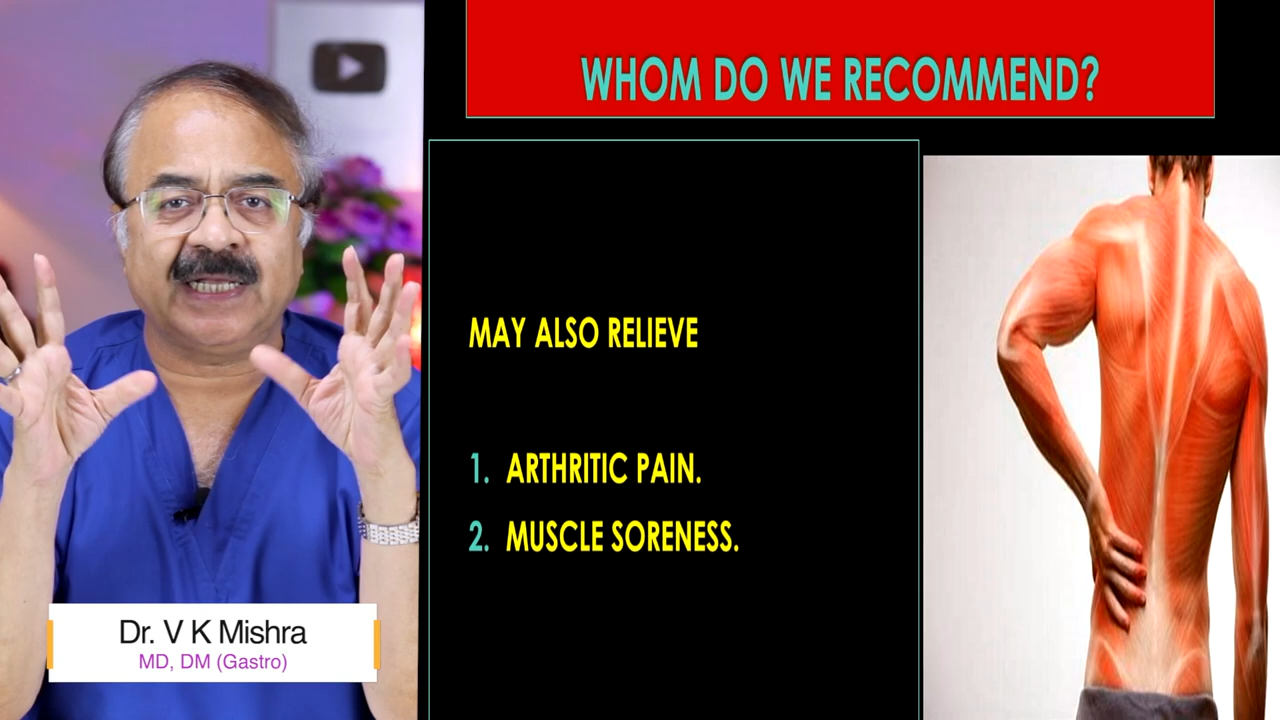 WHOM DO WE RECOMMEND?
MAY ALSO RELIEVE
1. ARTHRITIC PAIN.
2. MUSCLE SORENESS.
Dr. V K Mishra
MD, DM (Gastro)